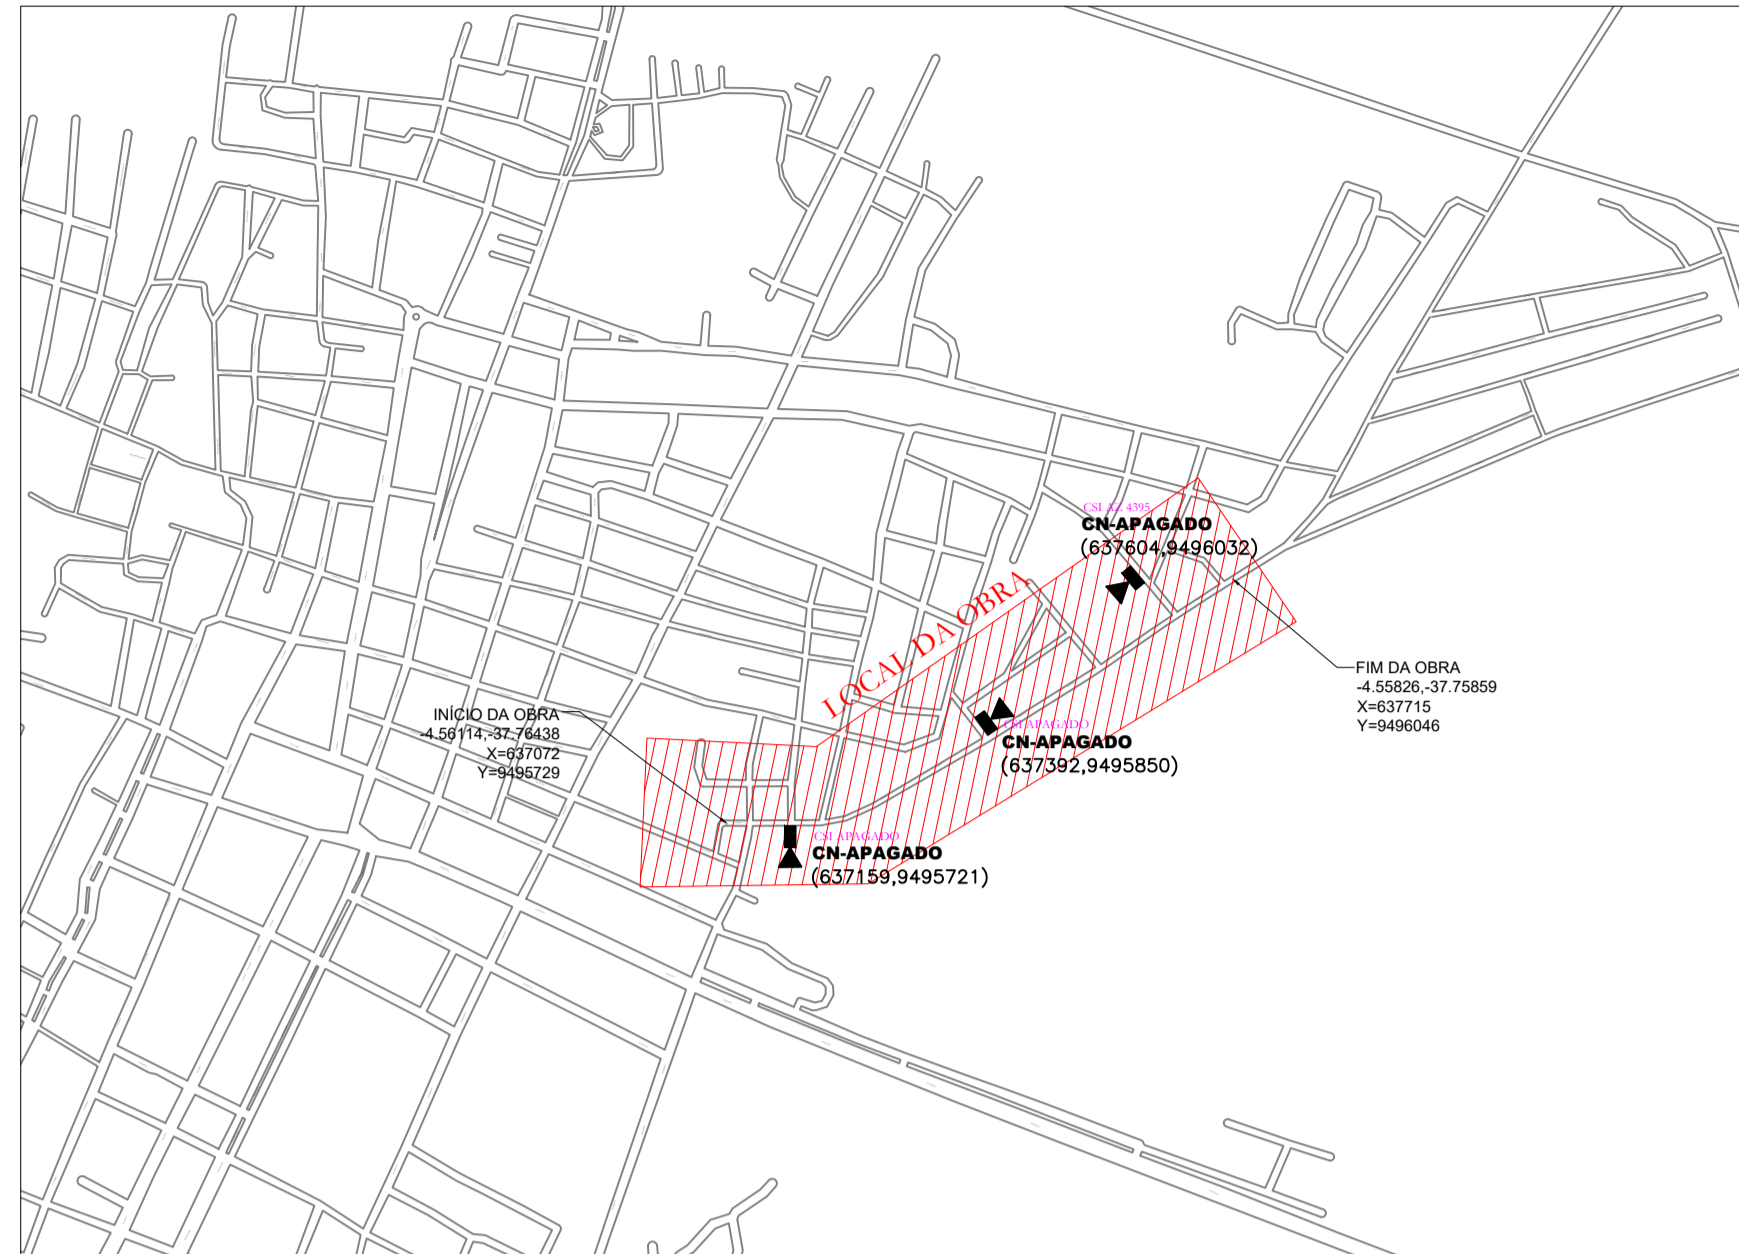 CSI AZ. 4395
CN-APAGADO
(637604,9496032)
LOCAL DA OBRA
FIM DA OBRA
-4.55826,-37.75859
X=637715
Y=9496046
INÍCIO DA OBRA
-4.56114,-37.76438
X=637072
Y=9495729
CSI APAGADO
CN-APAGADO
(637392,9495850)
CSI APAGADO
CN-APAGADO
(637159,9495721)